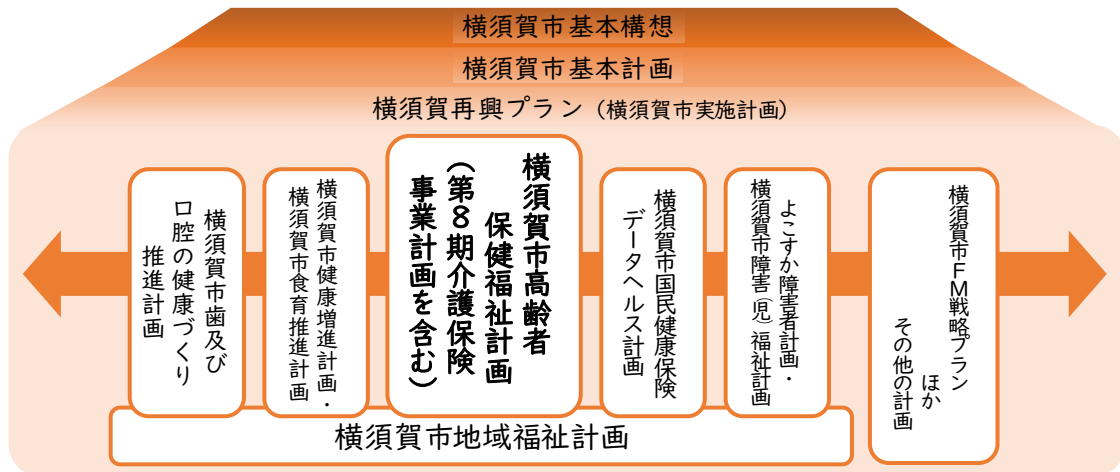 横須賀市基本構想
横須賀市基本計画
横須賀再興プラン（横須賀市実施計画）
横須賀市歯及び
口腔の健康づくり
推進計画
横須賀市健康増進計画・
横須賀市食育推進計画
横須賀市高齢者
保健福祉計画
（第８期介護保険
事業計画を含む）
横須賀市国民健康保険
データヘルス計画
よこすか障害者計画・
横須賀市障害（児）福祉計画
横須賀市ＦＭ戦略プラン
ほか
その他の計画
横須賀市地域福祉計画